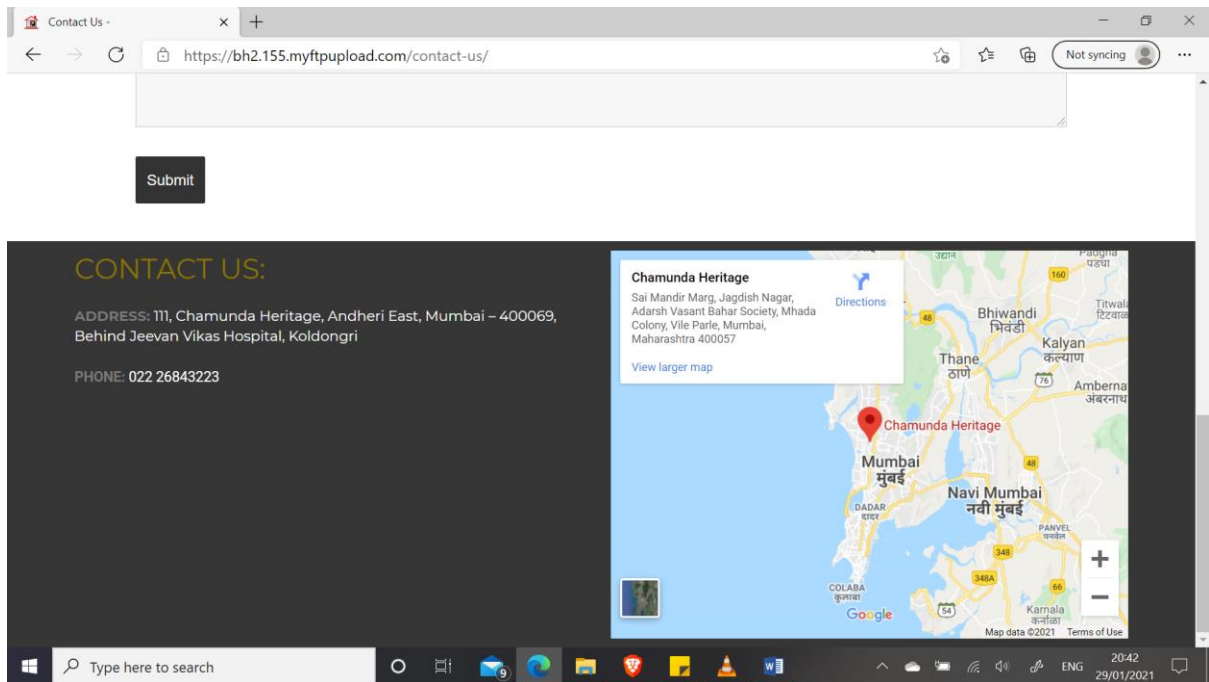 Contact Us -
https://bh2.155.myftpupload.com/contact-us/
Not syncing
Submit
CONTACT US:
ADDRESS: 111, Chamunda Heritage, Andheri East, Mumbai – 400069,
Behind Jeevan Vikas Hospital, Koldongri
PHONE: 022 26843223
Chamunda Heritage
Sai Mandir Marg, Jagdish Nagar,
Adarsh Vasant Bahar Society, Mhada
Colony, Vile Parle, Mumbai,
Maharashtra 400057
Directions
View larger map
उद्यान
पडघा
160
Titwala
48
Bhiwandi
भिवंडी
Kalyan
कल्याण
Thane
ठाणे
76
Amberna
अंबरनाथ
Chamunda Heritage
Mumbai
मुंबई
48
Navi Mumbai
नवी मुंबई
DADAR
दादर
PANVEL
पनवेल
348
348A
66
COLABA
कुलाबा
54
Karnala
कर्नाळा
Google
Map data ©2021 Terms of Use
Type here to search
9
W
ENG
20:42
29/01/2021